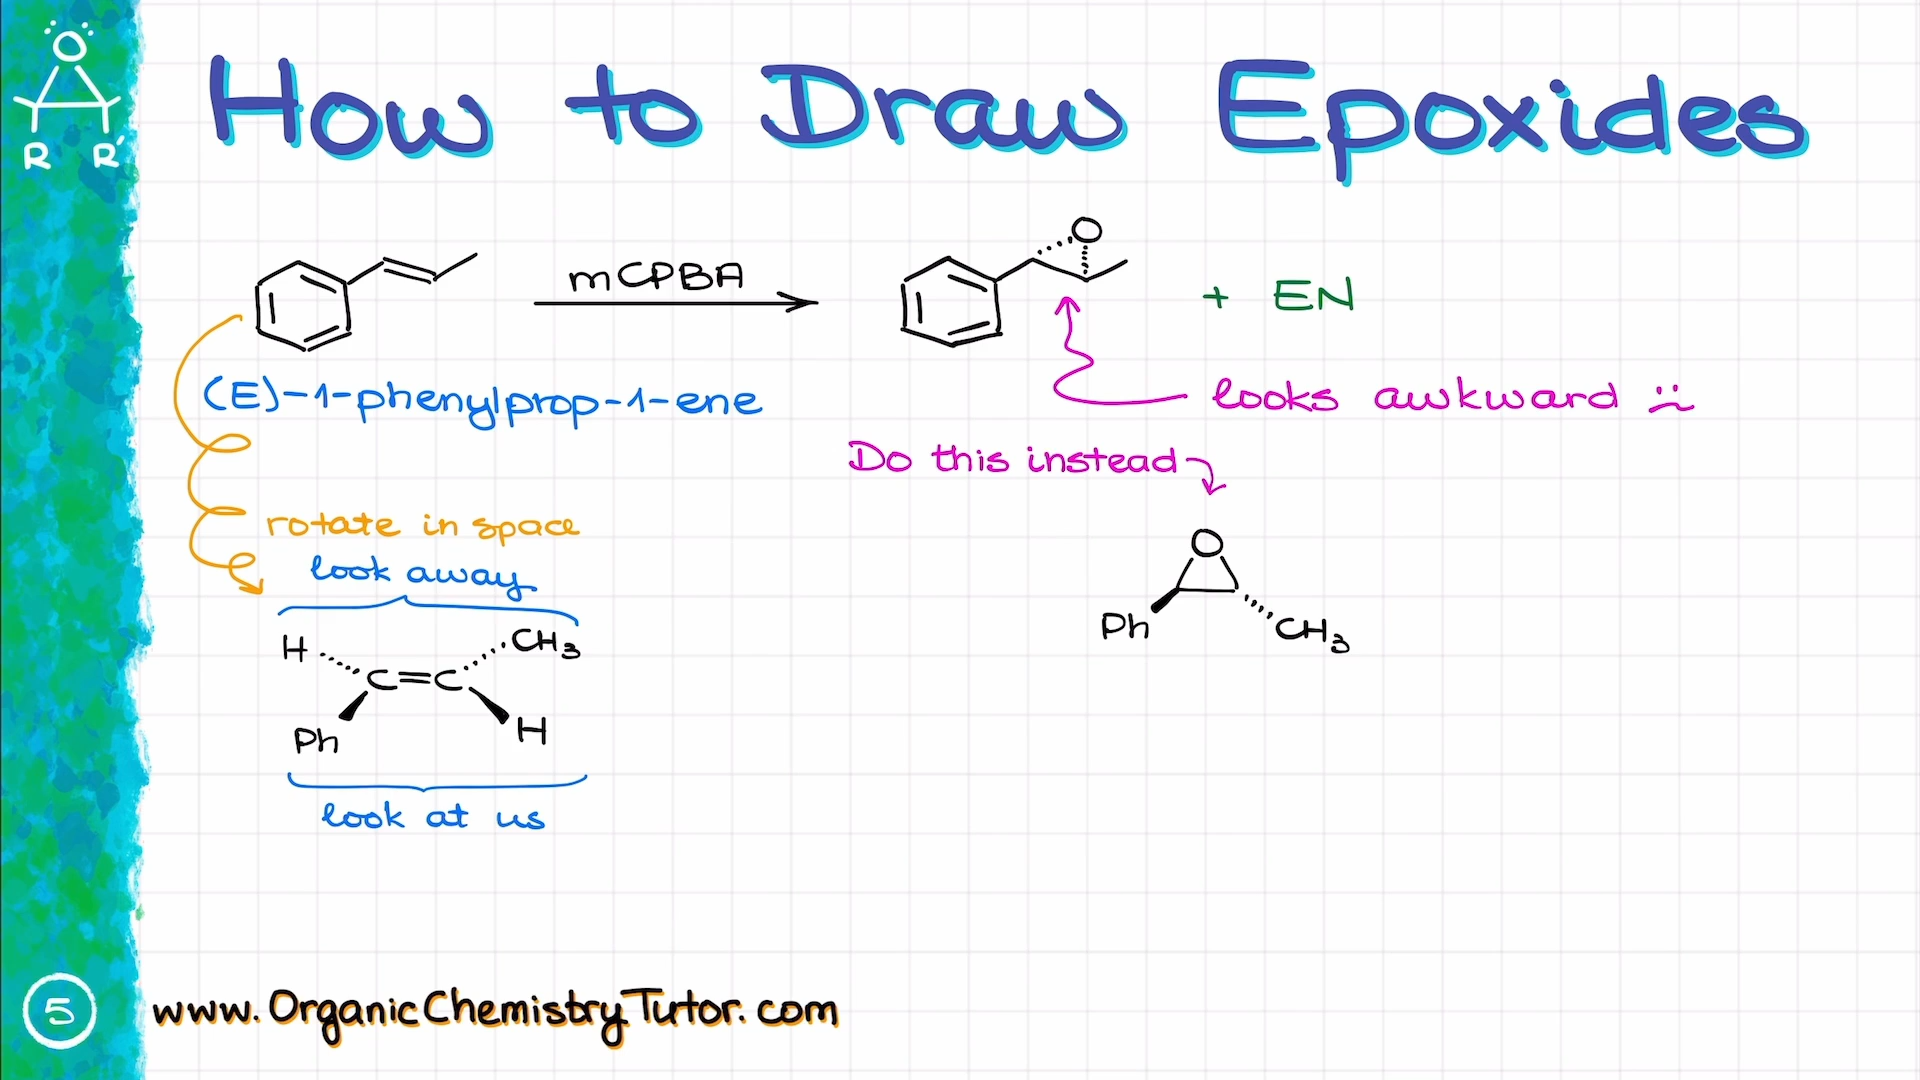 How to Draw Epoxides
O
R R'
mCPBA
O
+ EN
(E)-1-phenylprop-1-ene
looks awkward
Do this instead
rotate in space
look away
O
H CH3
C=C
Ph H
Ph CH3
look at us
5
www.OrganicChemistryTutor.com